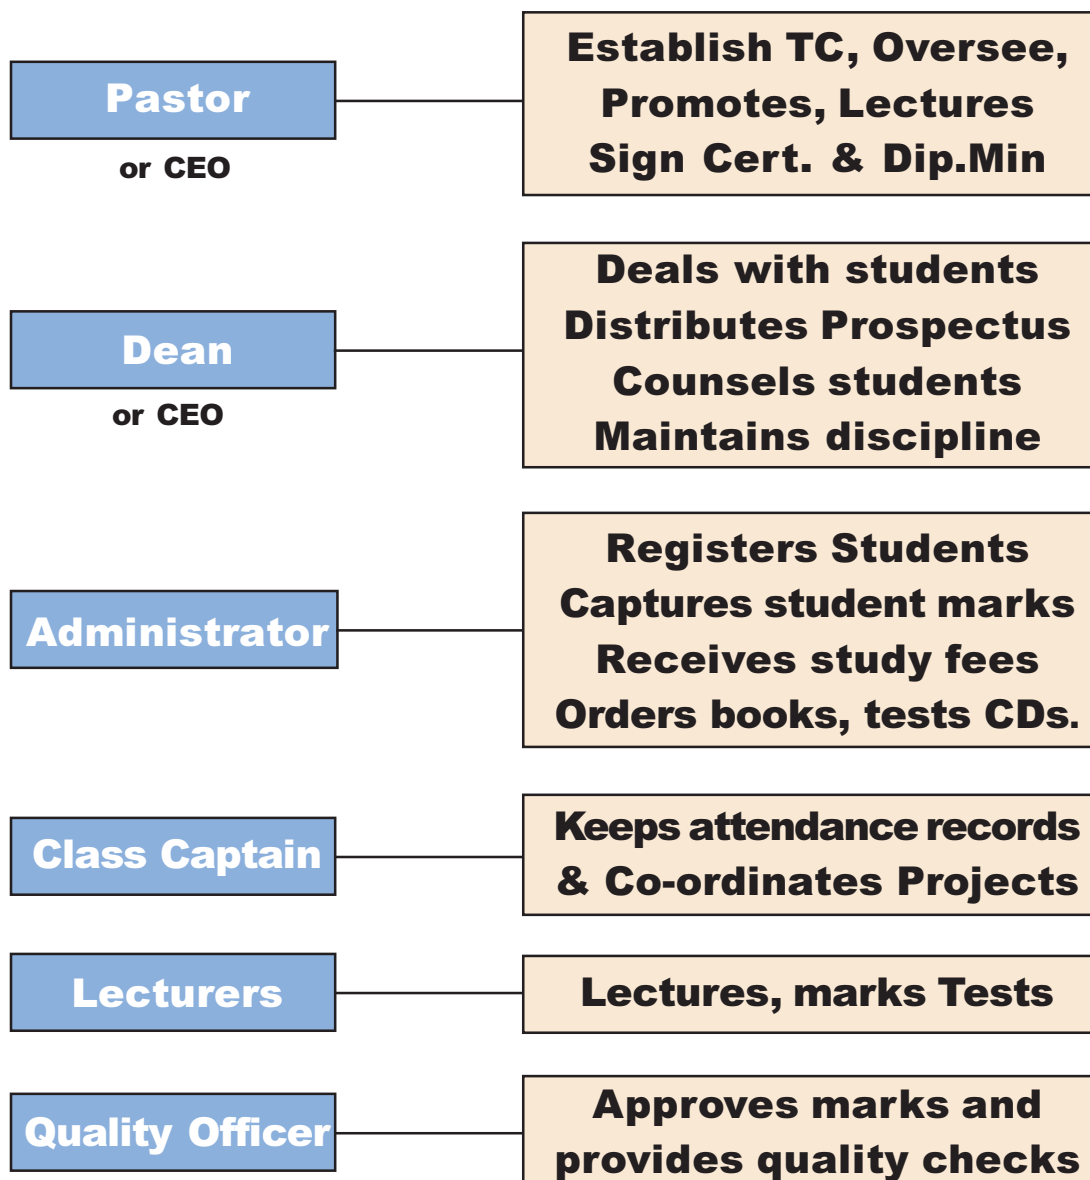 Pastor
or CEO
Establish TC, Oversee,
Promotes, Lectures
Sign Cert. & Dip.Min
Dean
or CEO
Deals with students
Distributes Prospectus
Counsels students
Maintains discipline
Administrator
Registers Students
Captures student marks
Receives study fees
Orders books, tests CDs.
Class Captain
Keeps attendance records
& Co-ordinates Projects
Lecturers
Lectures, marks Tests
Quality Officer
Approves marks and
provides quality checks